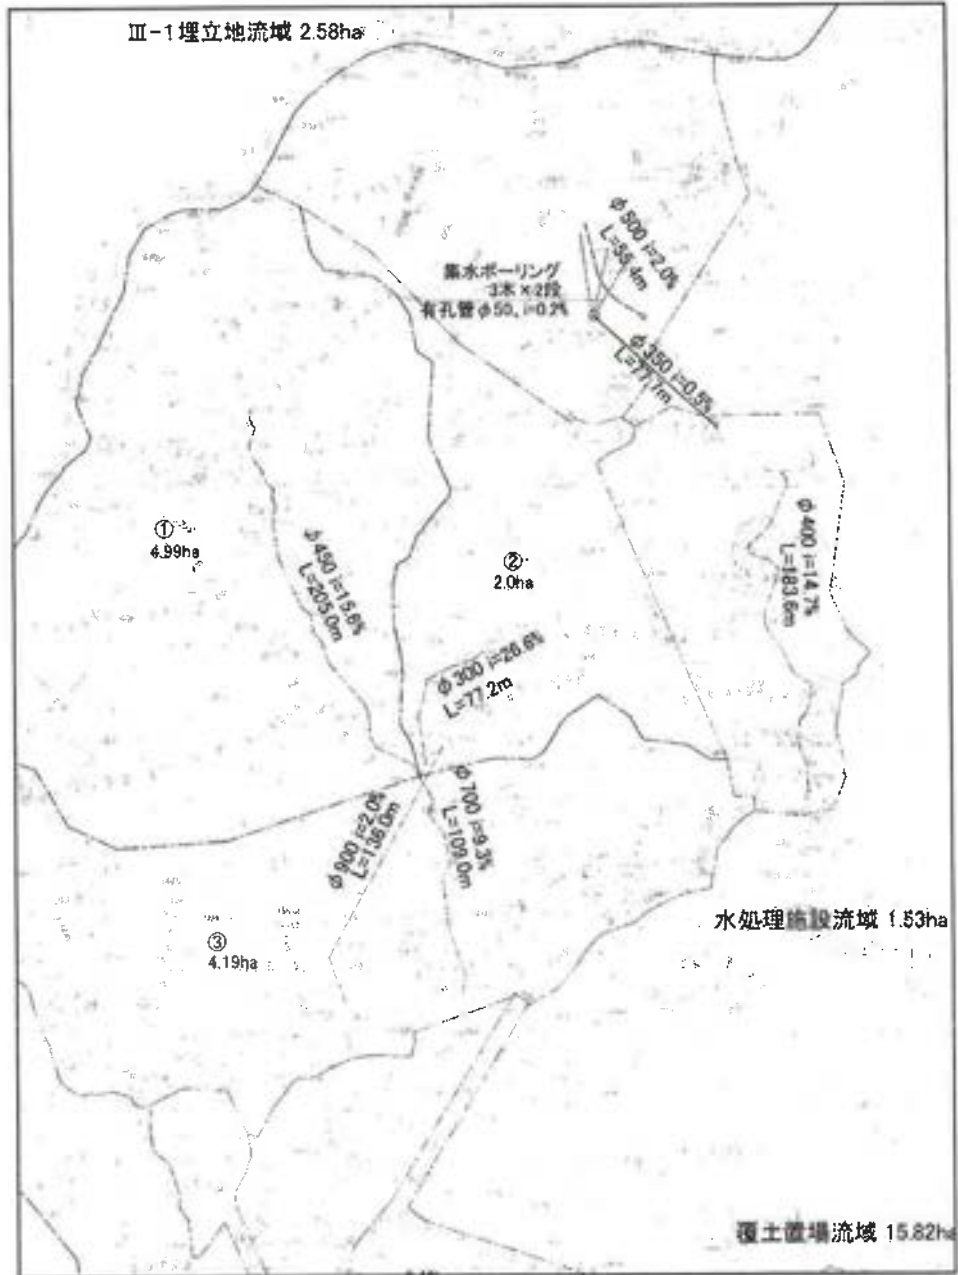 Ⅲ-1埋立地流域 2.58ha
φ500 i=2.0%
L=55.4m
集水ボーリング
3本×2段
有孔管φ50, i=0.2%
φ350 i=0.5%
L=77.7m
①
4.99ha
φ450 i=15.6%
L=205.0m
②
2.0ha
φ400 i=14.7%
L=183.6m
φ300 i=26.6%
L=77.2m
φ900 i=2.0%
L=136.0m
φ700 i=9.3%
L=109.0m
③
4.19ha
水処理施設流域 1.53ha
覆土置場流域 15.82ha